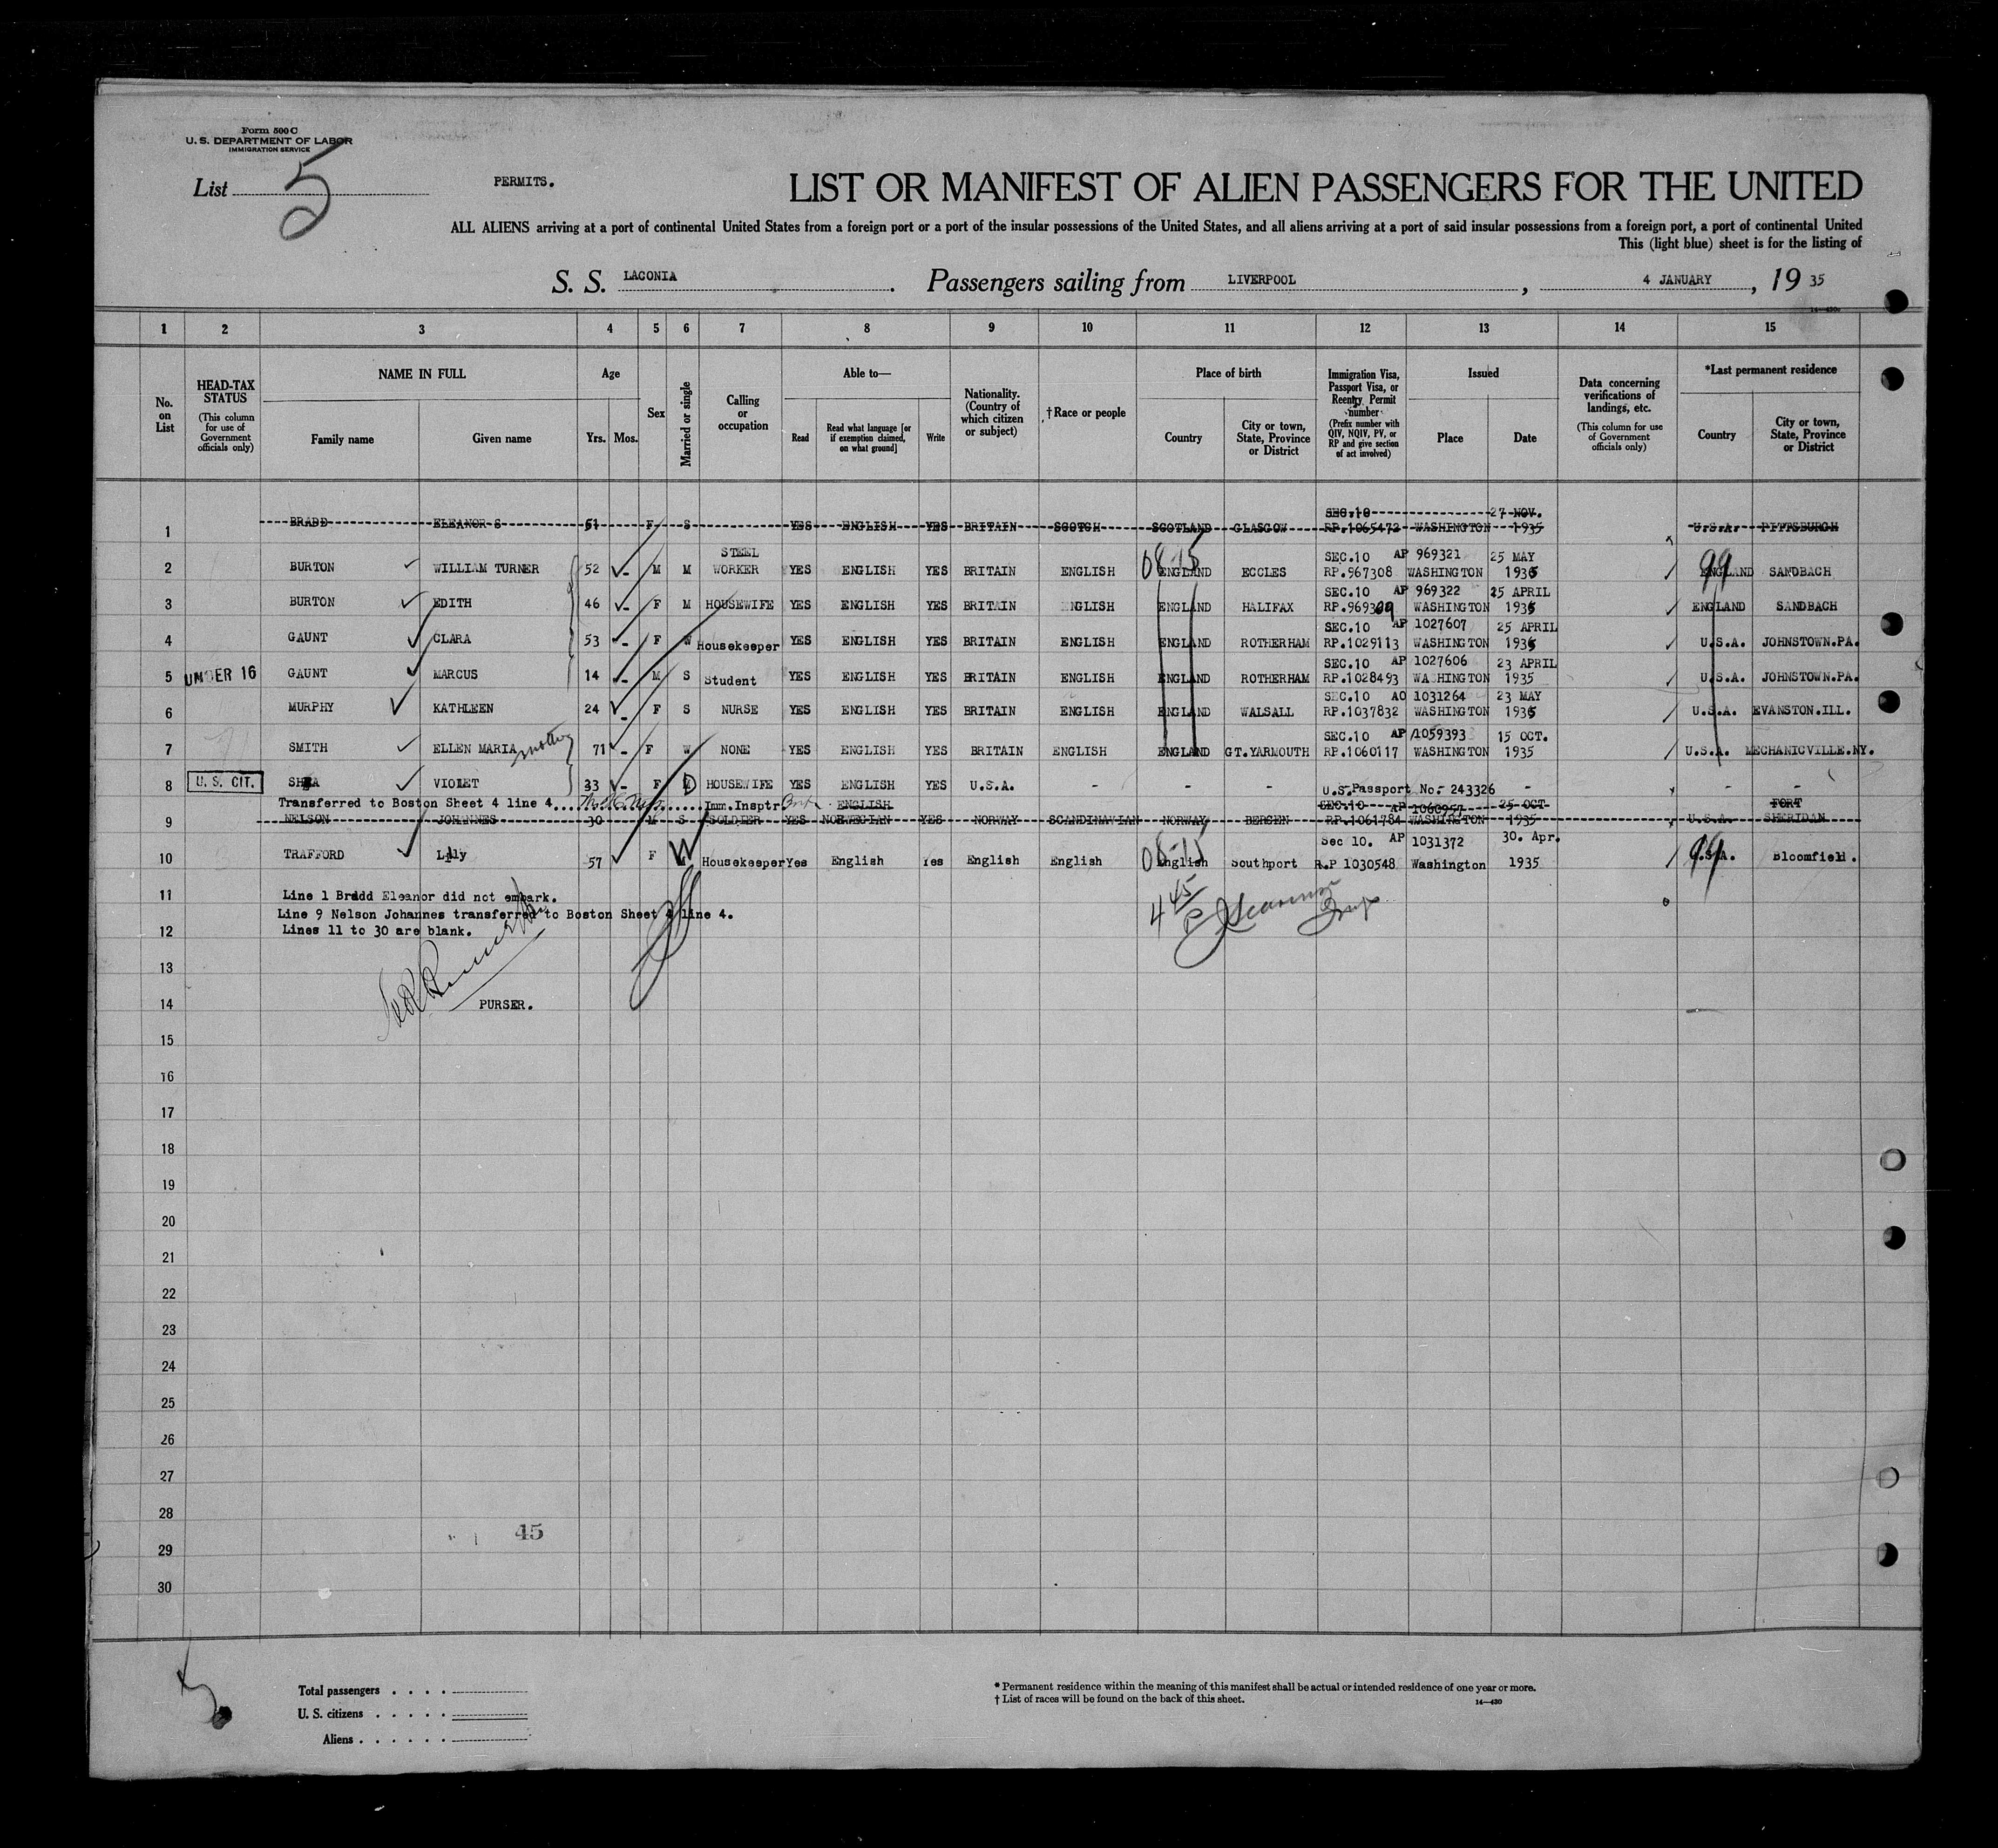 Form 500 C
U. S. DEPARTMENT OF LABOR
IMMIGRATION SERVICE
List 5
PERMITS.
LIST OR MANIFEST OF ALIEN PASSENGERS FOR THE UNITED
ALL ALIENS arriving at a port of continental United States from a foreign port or a port of the insular possessions of the United States, and all aliens arriving at a port of said insular possessions from a foreign port, a port of continental United
This (light blue) sheet is for the listing of
S. S. LACONIA . Passengers sailing from LIVERPOOL , 4 JANUARY , 19 35
1 2 3 4 5 6 7 8 9 10 11 12 13 14 15
No. on List
HEAD-TAX STATUS (This column for use of Government officials only)
NAME IN FULL
Family name Given name
Age
Yrs. Mos.
Sex
Married or single
Calling or occupation
Able to—
Read Read what language [or if exemption claimed, on what ground] Write
Nationality. (Country of which citizen or subject)
† Race or people
Place of birth
Country City or town, State, Province or District
Immigration Visa, Passport Visa, or Reentry Permit number (Prefix number with QIV, NQIV, PV, or RP and give section of act involved)
Issued
Place Date
Data concerning verifications of landings, etc. (This column for use of Government officials only)
*Last permanent residence
Country City or town, State, Province or District
SEC.10 27 NOV.
1 BRADD ELEANOR S 51 F S YES ENGLISH YES BRITAIN SCOTCH SCOTLAND GLASGOW RP.1065472 WASHINGTON 1935 U.S.A. PITTSBURGH
STEEL 08-15 SEC.10 AP 969321 25 MAY 99
2 BURTON WILLIAM TURNER 52 M M WORKER YES ENGLISH YES BRITAIN ENGLISH ENGLAND ECCLES RP.967308 WASHINGTON 1935 ENGLAND SANDBACH
SEC.10 AP 969322 25 APRIL
3 BURTON EDITH 46 F M HOUSEWIFE YES ENGLISH YES BRITAIN ENGLISH ENGLAND HALIFAX RP.969309 WASHINGTON 1935 ENGLAND SANDBACH
SEC.10 AP 1027607 25 APRIL
4 GAUNT CLARA 53 F W Housekeeper YES ENGLISH YES BRITAIN ENGLISH ENGLAND ROTHERHAM RP.1029113 WASHINGTON 1935 U.S.A. JOHNSTOWN.PA.
SEC.10 AP 1027606 23 APRIL
5 UNDER 16 GAUNT MARCUS 14 M S Student YES ENGLISH YES BRITAIN ENGLISH ENGLAND ROTHERHAM RP.1028493 WASHINGTON 1935 U.S.A. JOHNSTOWN.PA.
SEC.10 AO 1031264 23 MAY
6 MURPHY KATHLEEN 24 F S NURSE YES ENGLISH YES BRITAIN ENGLISH ENGLAND WALSALL RP.1037832 WASHINGTON 1935 U.S.A. EVANSTON.ILL.
SEC.10 AP 1059393 15 OCT.
7 SMITH ELLEN MARIA mother 71 F W NONE YES ENGLISH YES BRITAIN ENGLISH ENGLAND GT.YARMOUTH RP.1060117 WASHINGTON 1935 U.S.A. MECHANICVILLE.NY.
8 U. S. CIT. SHEA VIOLET 33 F D HOUSEWIFE YES ENGLISH YES U.S.A. - - - U.S.Passport No.- 243326 - - -
Transferred to Boston Sheet 4 line 4 Imm.Insptr ENGLISH SEC.10 AP 1060957 25 OCT FORT
9 NELSON JOHANNES 30 M S SOLDIER YES NORWEGIAN YES NORWAY SCANDINAVIAN NORWAY BERGEN RP.1061784 WASHINGTON 1935 U.S.A. SHERIDAN
W 08-15 Sec 10. AP 1031372 30. Apr. 99
10 TRAFFORD Lily 57 F Housekeeper Yes English Yes English English English Southport R.P 1030548 Washington 1935 U.S.A. Bloomfield.
11 Line 1 Bradd Eleanor did not embark.
Line 9 Nelson Johannes transferred to Boston Sheet 4 line 4.
12 Lines 11 to 30 are blank.
13
14 PURSER.
15
16
17
18
19
20
21
22
23
24
25
26
27
28
45
29
30
5
Total passengers
U. S. citizens
Aliens
* Permanent residence within the meaning of this manifest shall be actual or intended residence of one year or more.
† List of races will be found on the back of this sheet. 14—430